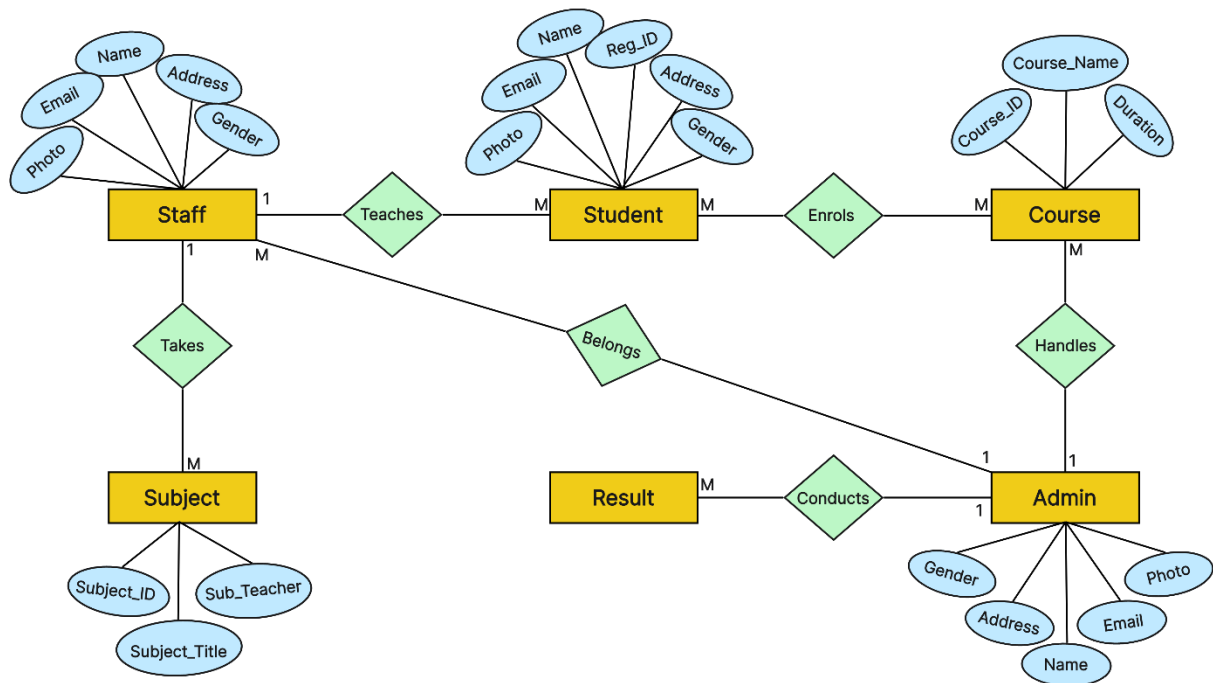 Name
Address
Email
Gender
Photo
Name
Reg_ID
Address
Email
Gender
Photo
Course_Name
Course_ID
Duration
Staff
1
Teaches
M
Student
M
Enrols
M
Course
1
M
M
Takes
Belongs
Handles
M
1
1
Subject
Result
M
Conducts
1
Admin
Subject_ID
Sub_Teacher
Subject_Title
Gender
Photo
Address
Email
Name